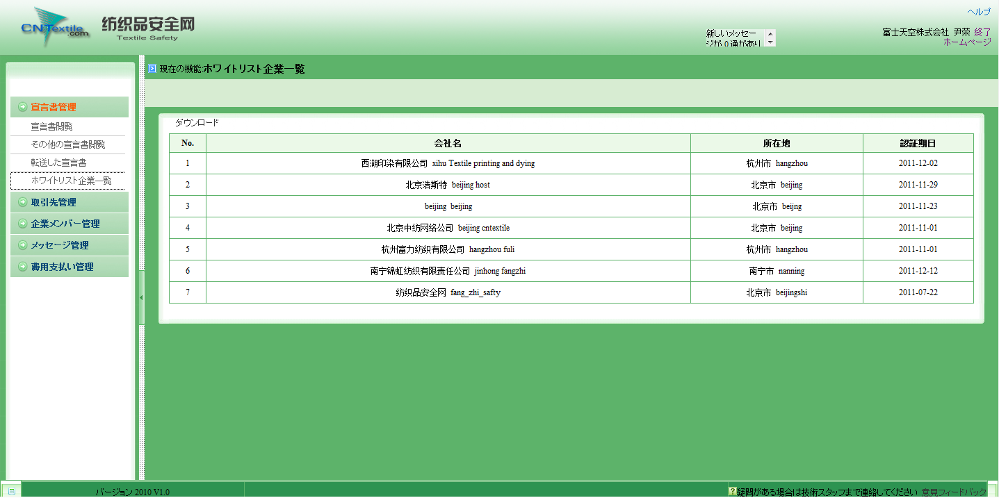 CNTextile.com 纺织品安全网
Textile Safety
ヘルプ
新しいメッセー
ジが 0 通があり
富士天空株式会社 尹荣 終了
ホームページ
現在の機能:ホワイトリスト企業一覧
宣言書管理
宣言書閲覧
その他の宣言書閲覧
転送した宣言書
ホワイトリスト企業一覧
取引先管理
企業メンバー管理
メッセージ管理
費用支払い管理
ダウンロード
No. 会社名 所在地 認証期日
1 西湖印染有限公司 xihu Textile printing and dying 杭州市 hangzhou 2011-12-02
2 北京浩斯特 beijing host 北京市 beijing 2011-11-29
3 beijing beijing 北京市 beijng 2011-11-23
4 北京中纺网络公司 beijing cntextile 北京市 beijing 2011-11-01
5 杭州富力纺织有限公司 hangzhou fuli 杭州市 hangzhou 2011-11-01
6 南宁锦虹纺织有限责任公司 jinhong fangzhi 南宁市 nanning 2011-12-12
7 纺织品安全网 fang_zhi_safty 北京市 beijingshi 2011-07-22
バージョン 2010 V1.0
疑問がある場合は技術スタッフまで連絡してください 意見フィードバック